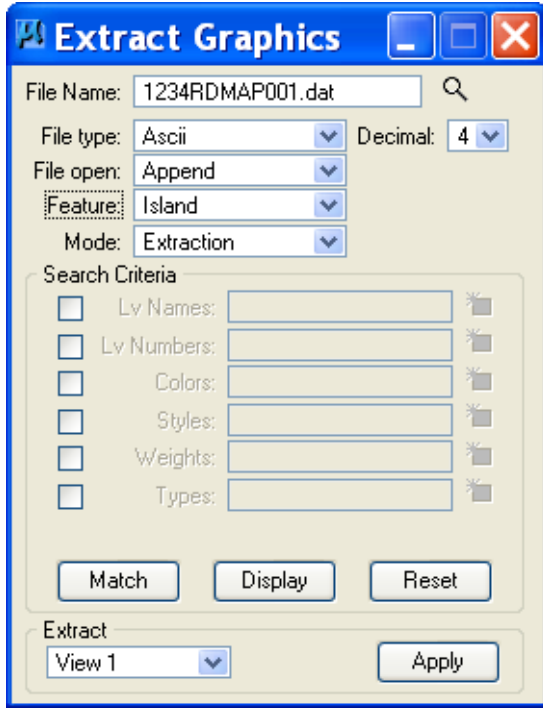 Extract Graphics
File Name: 1234RDMAP001.dat
File type: Ascii Decimal: 4
File open: Append
Feature: Island
Mode: Extraction
Search Criteria
Lv Names:
Lv Numbers:
Colors:
Styles:
Weights:
Types:
Match Display Reset
Extract
View 1 Apply